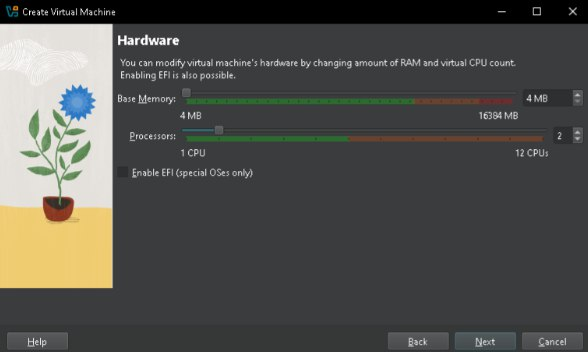 Create Virtual Machine
Hardware
You can modify virtual machine's hardware by changing amount of RAM and virtual CPU count.
Enabling EFI is also possible.
Base Memory:
4 MB
4 MB
16384 MB
Processors:
2
1 CPU
12 CPUs
Enable EFI (special OSes only)
Help
Back
Next
Cancel